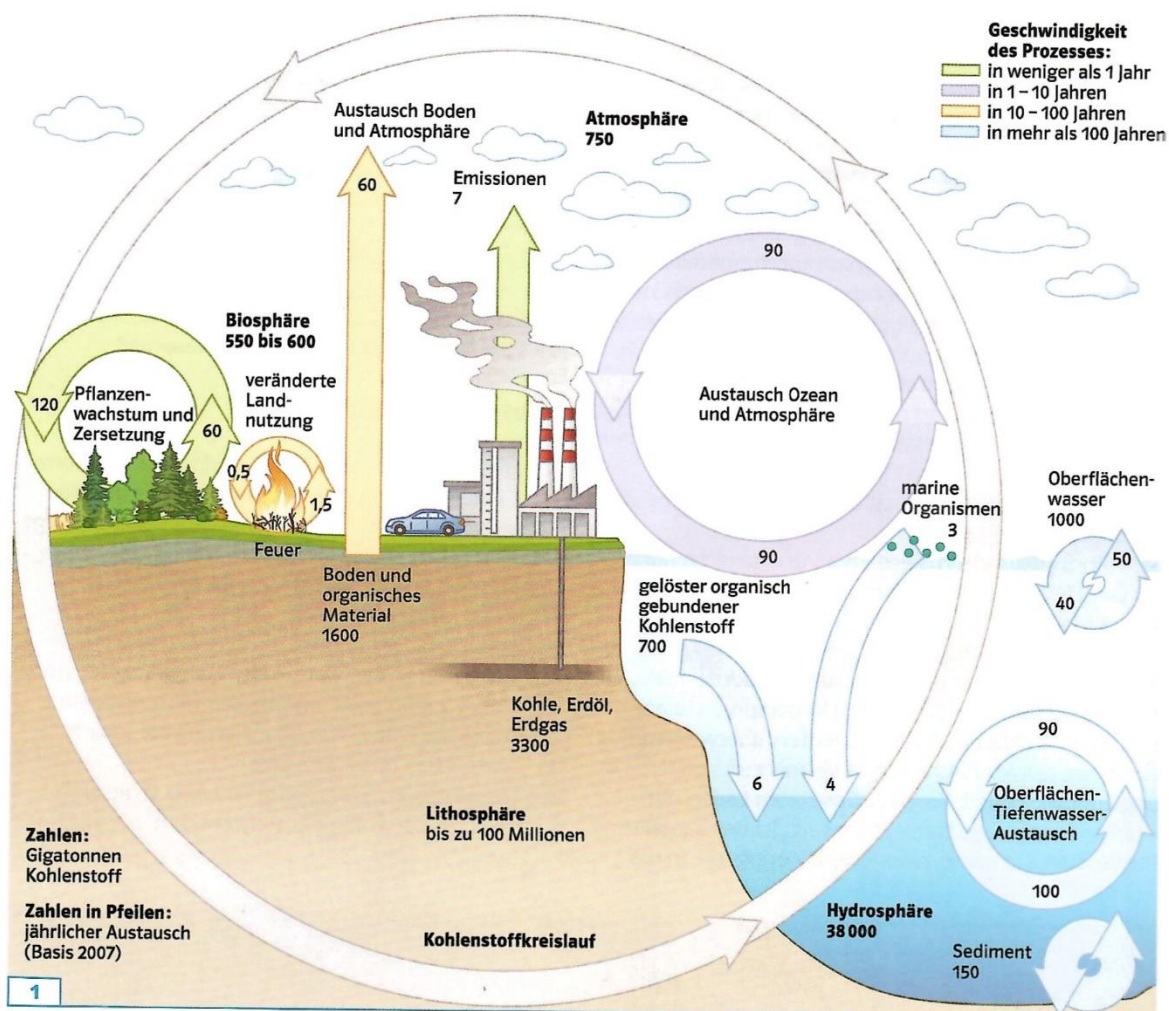 Geschwindigkeit
des Prozesses:
in weniger als 1 Jahr
in 1–10 Jahren
in 10–100 Jahren
in mehr als 100 Jahren
Austausch Boden
und Atmosphäre
60
Atmosphäre
750
Emissionen
7
90
Biosphäre
550 bis 600
120
Pflanzen-
wachstum und
Zersetzung
60
veränderte
Land-
nutzung
0,5
1,5
Feuer
Austausch Ozean
und Atmosphäre
90
marine
Organismen
3
Oberflächen-
wasser
1000
50
40
Boden und
organisches
Material
1600
gelöster organisch
gebundener
Kohlenstoff
700
Kohle, Erdöl,
Erdgas
3300
6
4
90
Oberflächen-
Tiefenwasser-
Austausch
100
Lithosphäre
bis zu 100 Millionen
Zahlen:
Gigatonnen
Kohlenstoff
Zahlen in Pfeilen:
jährlicher Austausch
(Basis 2007)
Kohlenstoffkreislauf
Hydrosphäre
38 000
Sediment
150
1